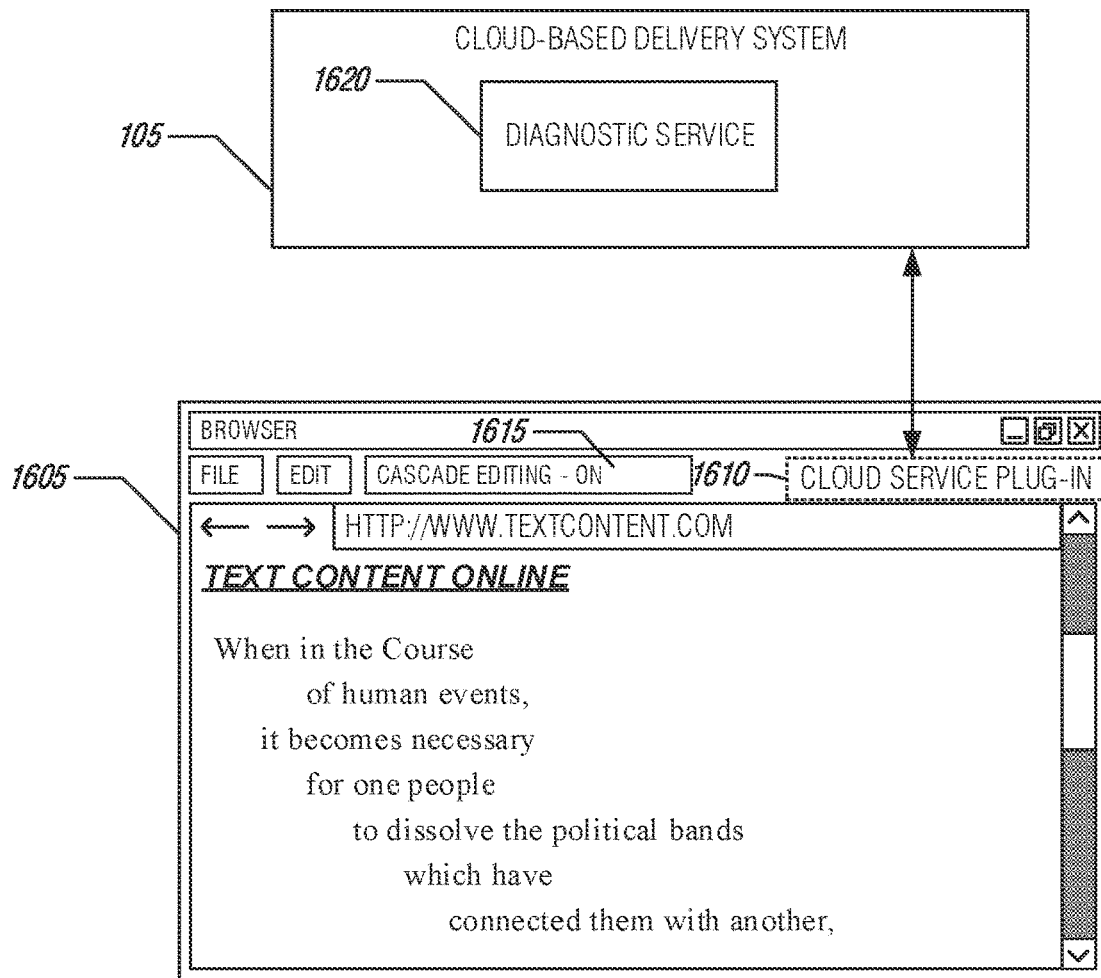 CLOUD-BASED DELIVERY SYSTEM
1620
DIAGNOSTIC SERVICE
105
BROWSER
1615
1605
FILE
EDIT
CASCADE EDITING - ON
1610
CLOUD SERVICE PLUG-IN
HTTP://WWW.TEXTCONTENT.COM
TEXT CONTENT ONLINE
When in the Course
of human events,
it becomes necessary
for one people
to dissolve the political bands
which have
connected them with another,